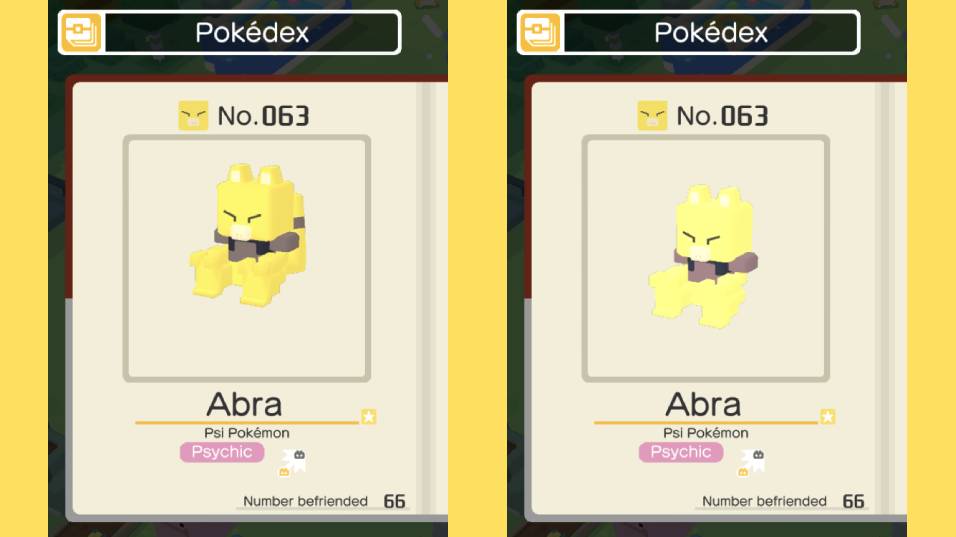 Pokédex
No.063
Abra
Psi Pokémon
Psychic
Number befriended 66
Pokédex
No.063
Abra
Psi Pokémon
Psychic
Number befriended 66